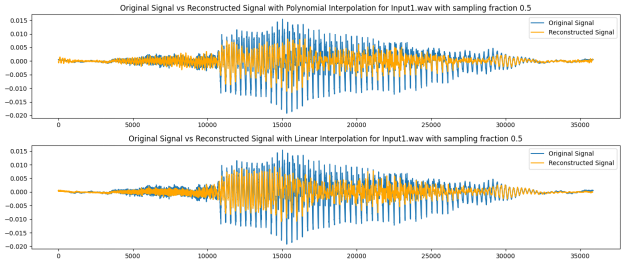 Original Signal vs Reconstructed Signal with Polynomial Interpolation for Input1.wav with sampling fraction 0.5
0.015
0.010
0.005
0.000
−0.005
−0.010
−0.015
−0.020
Original Signal
Reconstructed Signal
0 5000 10000 15000 20000 25000 30000 35000
Original Signal vs Reconstructed Signal with Linear Interpolation for Input1.wav with sampling fraction 0.5
0.015
0.010
0.005
0.000
−0.005
−0.010
−0.015
−0.020
Original Signal
Reconstructed Signal
0 5000 10000 15000 20000 25000 30000 35000